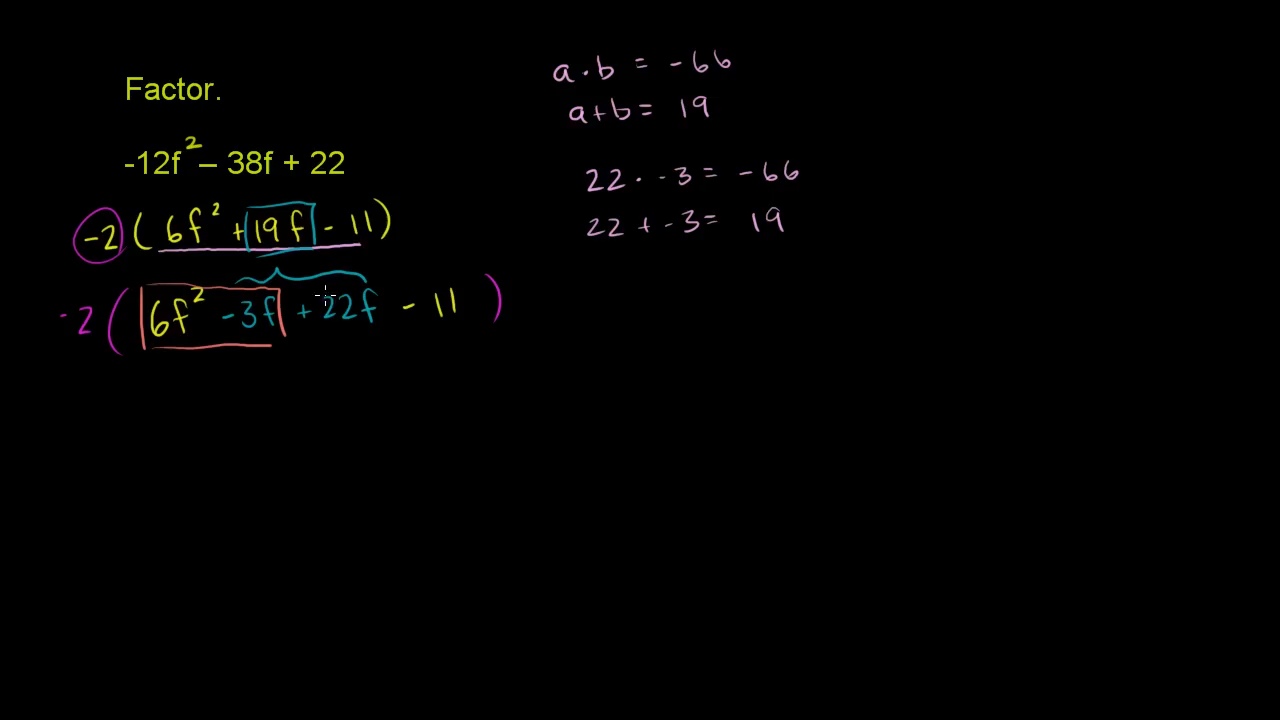 Factor.
-12f² – 38f + 22
-2 ( 6f² + 19f - 11 )
-2 ( 6f² - 3f + 22f - 11 )
a · b = -66
a + b = 19
22 · -3 = -66
22 + -3 = 19